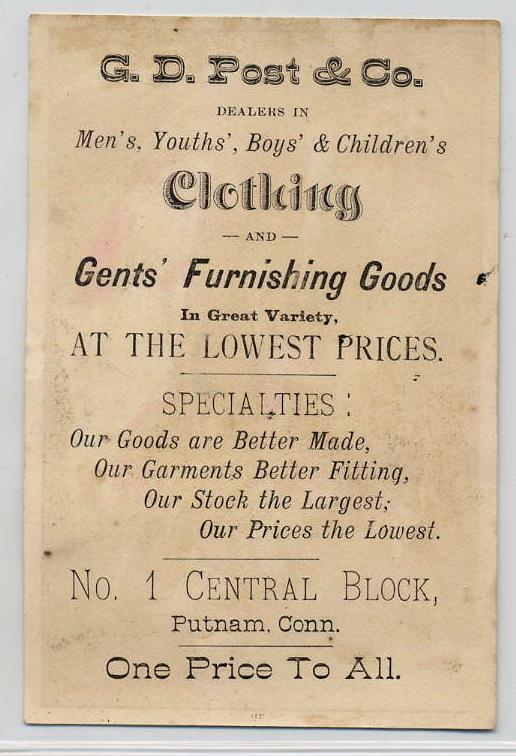 G. D. Post & Co.
DEALERS IN
Men's, Youths', Boys' & Children's
Clothing
— AND —
Gents' Furnishing Goods
In Great Variety,
AT THE LOWEST PRICES.
SPECIALTIES:
Our Goods are Better Made,
Our Garments Better Fitting,
Our Stock the Largest;
Our Prices the Lowest.
No. 1 CENTRAL BLOCK,
Putnam, Conn.
One Price To All.